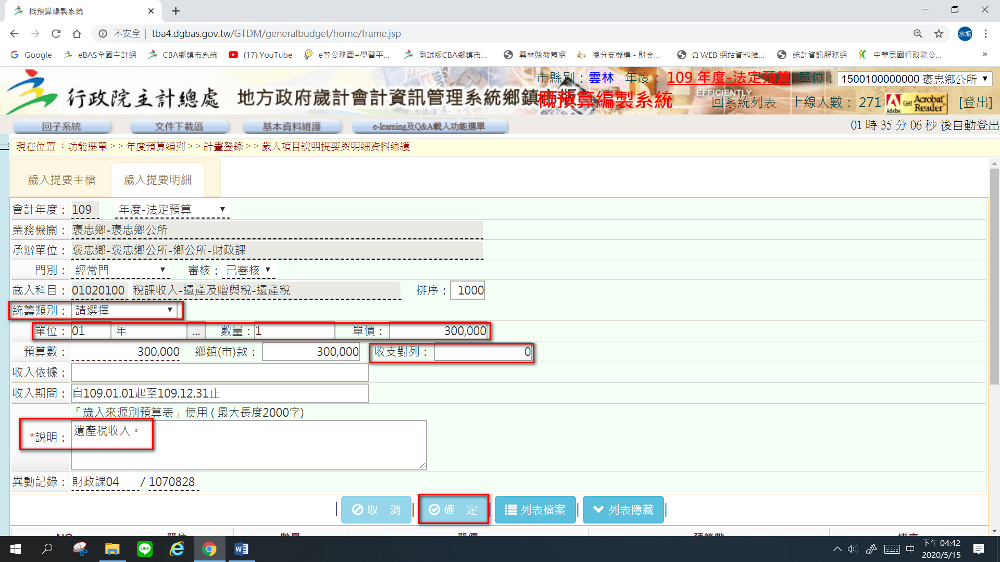 概預算編製系統
不安全 | tba4.dgbas.gov.tw/GTDM/generalbudget/home/frame.jsp
水瓶
Google eBAS全國主計網 CBA鄉鎮市系統 (17) YouTube e等公務園+學習平... 測試版CBA鄉鎮市... 雲林縣教育網 總分支機構 - 財金... Ω WEB 網站資料維... 統計資訊服務網 中華民國行政院公... »
市縣別：雲林 年度： 109 年度-法定預算 單位： 1500100000000 褒忠鄉公所
行政院主計總處 地方政府歲計會計資訊管理系統鄉鎮
概預算編製系統 EFFICIENTLY 回系統列表 上線人數： 271 Adobe Get Acrobat Reader [登出]
回子系統 文件下載區 基本資料維護 e-learning及Q&A載入功能選單 01 時 35 分 06 秒 後自動登出
現在位置 ：功能選單>>年度預算編列>>計畫登錄>>歲入項目說明提要與明細資料維護
歲入提要主檔 歲入提要明細
會計年度： 109 年度-法定預算
業務機關： 褒忠鄉-褒忠鄉公所
承辦單位： 褒忠鄉-褒忠鄉公所-鄉公所-財政課
門別： 經常門 審核： 已審核
歲入科目： 01020100 稅課收入-遺產及贈與稅-遺產稅 排序： 1000
統籌類別： 請選擇
單位： 01 年 ... 數量： 1 單價： 300,000
預算數： 300,000 鄉鎮(市)款： 300,000 收支對列： 0
收入依據：
收入期間： 自109.01.01起至109.12.31止
「歲入來源別預算表」使用 ( 最大長度2000字)
*說明： 遺產稅收入。
異動記錄： 財政課04 / 1070828
| 取 消 | 確 定 | 列表檔案 | 列表隱藏 |
NO 單位 數量 單價 預算數 排序
LINE 中 下午 04:42
2020/5/15